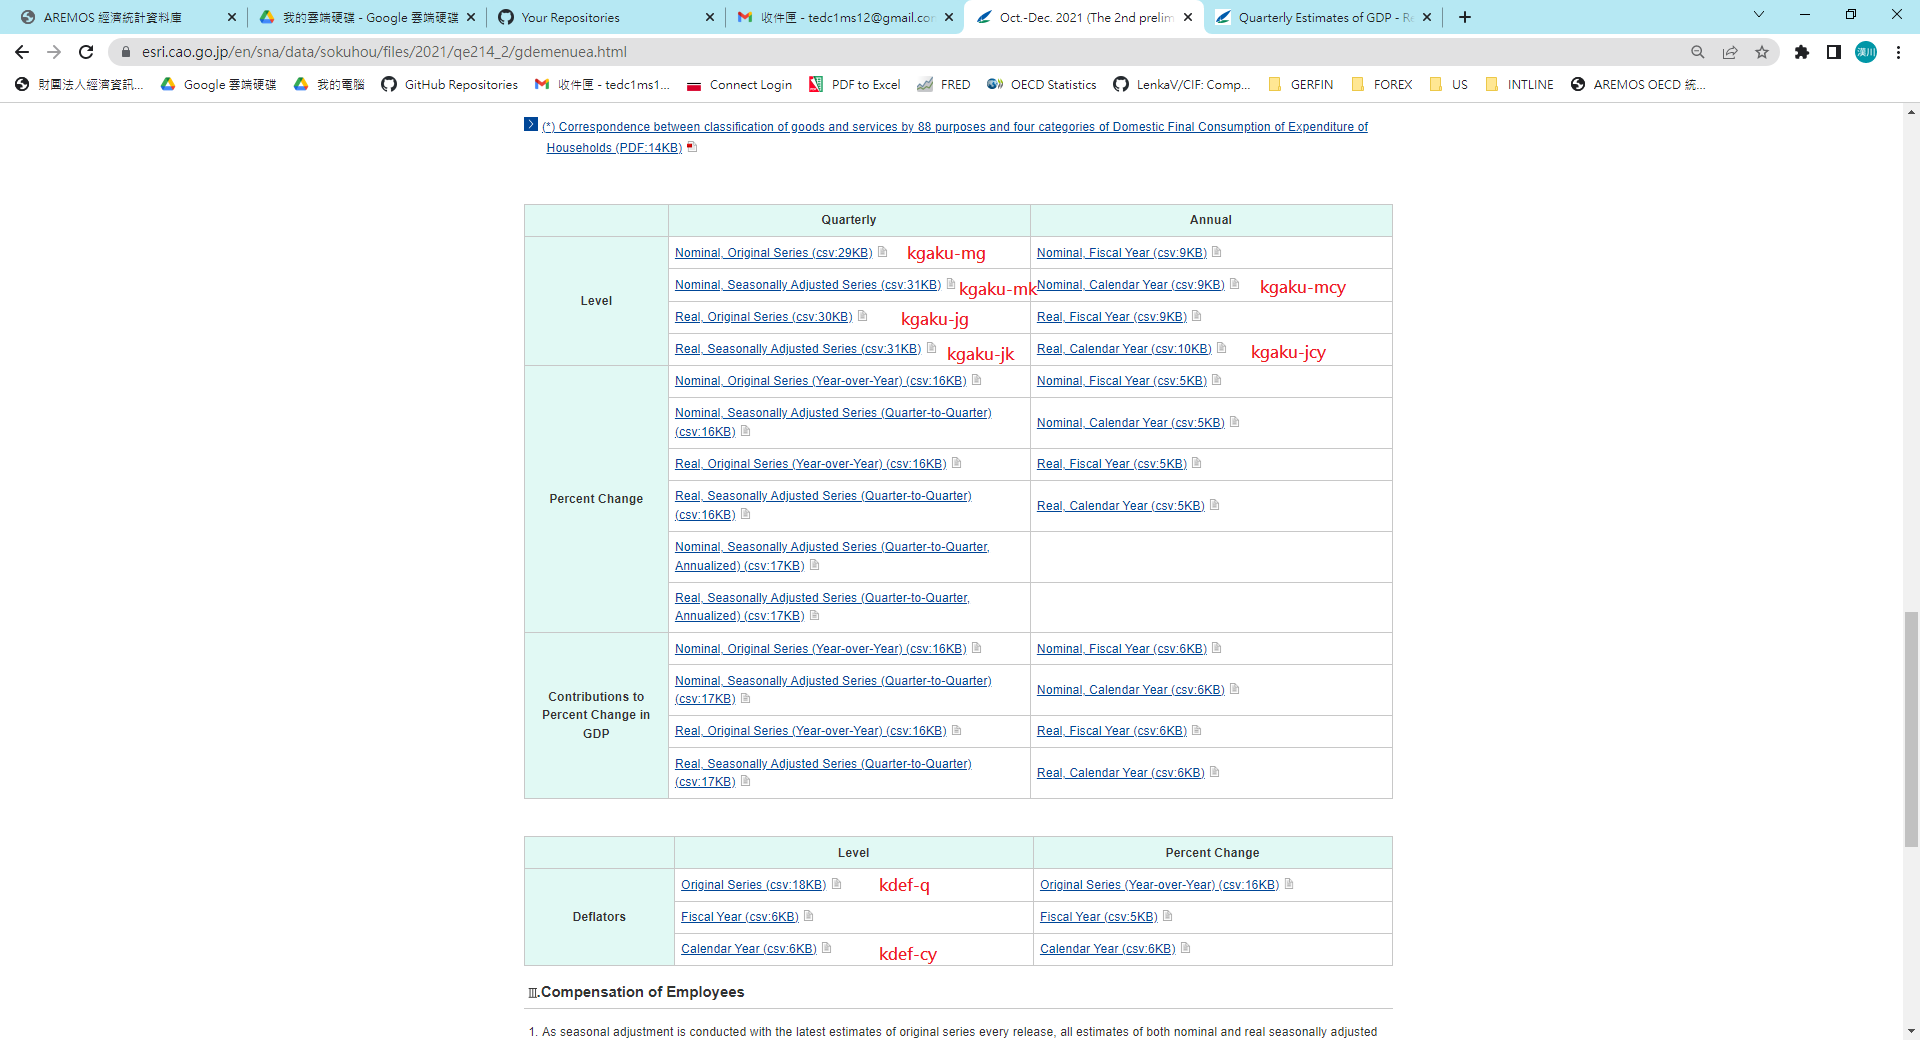 AREMOS 經濟統計資料庫
我的雲端硬碟 - Google 雲端硬碟
Your Repositories
收件匣 - tedc1ms12@gmail.com
Oct.-Dec. 2021 (The 2nd prelim
Quarterly Estimates of GDP - Re
esri.cao.go.jp/en/sna/data/sokuhou/files/2021/qe214_2/gdemenuea.html
漢川
財團法人經濟資訊...
Google 雲端硬碟
我的電腦
GitHub Repositories
收件匣 - tedc1ms1...
Connect Login
PDF to Excel
FRED
OECD Statistics
LenkaV/CIF: Comp...
GERFIN
FOREX
US
INTLINE
AREMOS OECD 統...
(*) Correspondence between classification of goods and services by 88 purposes and four categories of Domestic Final Consumption of Expenditure of
Households (PDF:14KB)
Quarterly
Annual
Level
Nominal, Original Series (csv:29KB)
kgaku-mg
Nominal, Fiscal Year (csv:9KB)
Nominal, Seasonally Adjusted Series (csv:31KB)
kgaku-mk
Nominal, Calendar Year (csv:9KB)
kgaku-mcy
Real, Original Series (csv:30KB)
kgaku-jg
Real, Fiscal Year (csv:9KB)
Real, Seasonally Adjusted Series (csv:31KB)
kgaku-jk
Real, Calendar Year (csv:10KB)
kgaku-jcy
Percent Change
Nominal, Original Series (Year-over-Year) (csv:16KB)
Nominal, Fiscal Year (csv:5KB)
Nominal, Seasonally Adjusted Series (Quarter-to-Quarter)
(csv:16KB)
Nominal, Calendar Year (csv:5KB)
Real, Original Series (Year-over-Year) (csv:16KB)
Real, Fiscal Year (csv:5KB)
Real, Seasonally Adjusted Series (Quarter-to-Quarter)
(csv:16KB)
Real, Calendar Year (csv:5KB)
Nominal, Seasonally Adjusted Series (Quarter-to-Quarter,
Annualized) (csv:17KB)
Real, Seasonally Adjusted Series (Quarter-to-Quarter,
Annualized) (csv:17KB)
Contributions to
Percent Change in
GDP
Nominal, Original Series (Year-over-Year) (csv:16KB)
Nominal, Fiscal Year (csv:6KB)
Nominal, Seasonally Adjusted Series (Quarter-to-Quarter)
(csv:17KB)
Nominal, Calendar Year (csv:6KB)
Real, Original Series (Year-over-Year) (csv:16KB)
Real, Fiscal Year (csv:6KB)
Real, Seasonally Adjusted Series (Quarter-to-Quarter)
(csv:17KB)
Real, Calendar Year (csv:6KB)
Level
Percent Change
Deflators
Original Series (csv:18KB)
kdef-q
Original Series (Year-over-Year) (csv:16KB)
Fiscal Year (csv:6KB)
Fiscal Year (csv:5KB)
Calendar Year (csv:6KB)
kdef-cy
Calendar Year (csv:6KB)
Ⅲ.Compensation of Employees
1. As seasonal adjustment is conducted with the latest estimates of original series every release, all estimates of both nominal and real seasonally adjusted